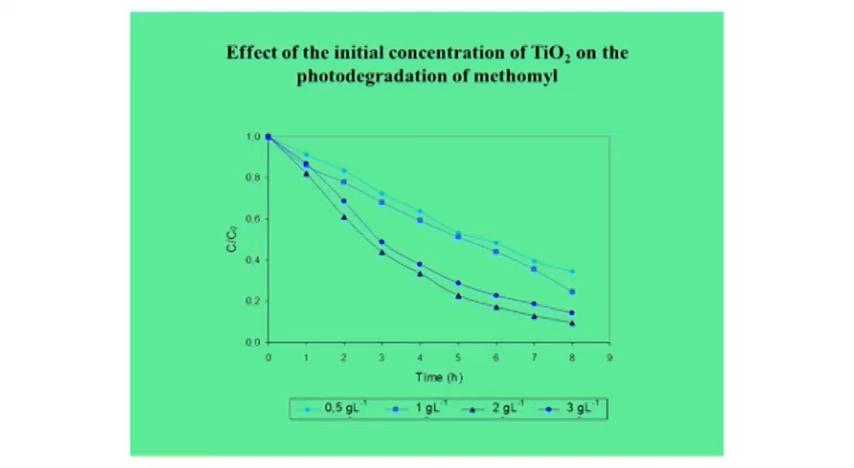 Effect of the initial concentration of TiO₂ on the
photodegradation of methomyl
1.0
0.8
0.6
0.4
0.2
0.0
C/C₀
0 1 2 3 4 5 6 7 8 9
Time (h)
0,5 gL⁻¹ 1 gL⁻¹ 2 gL⁻¹ 3 gL⁻¹